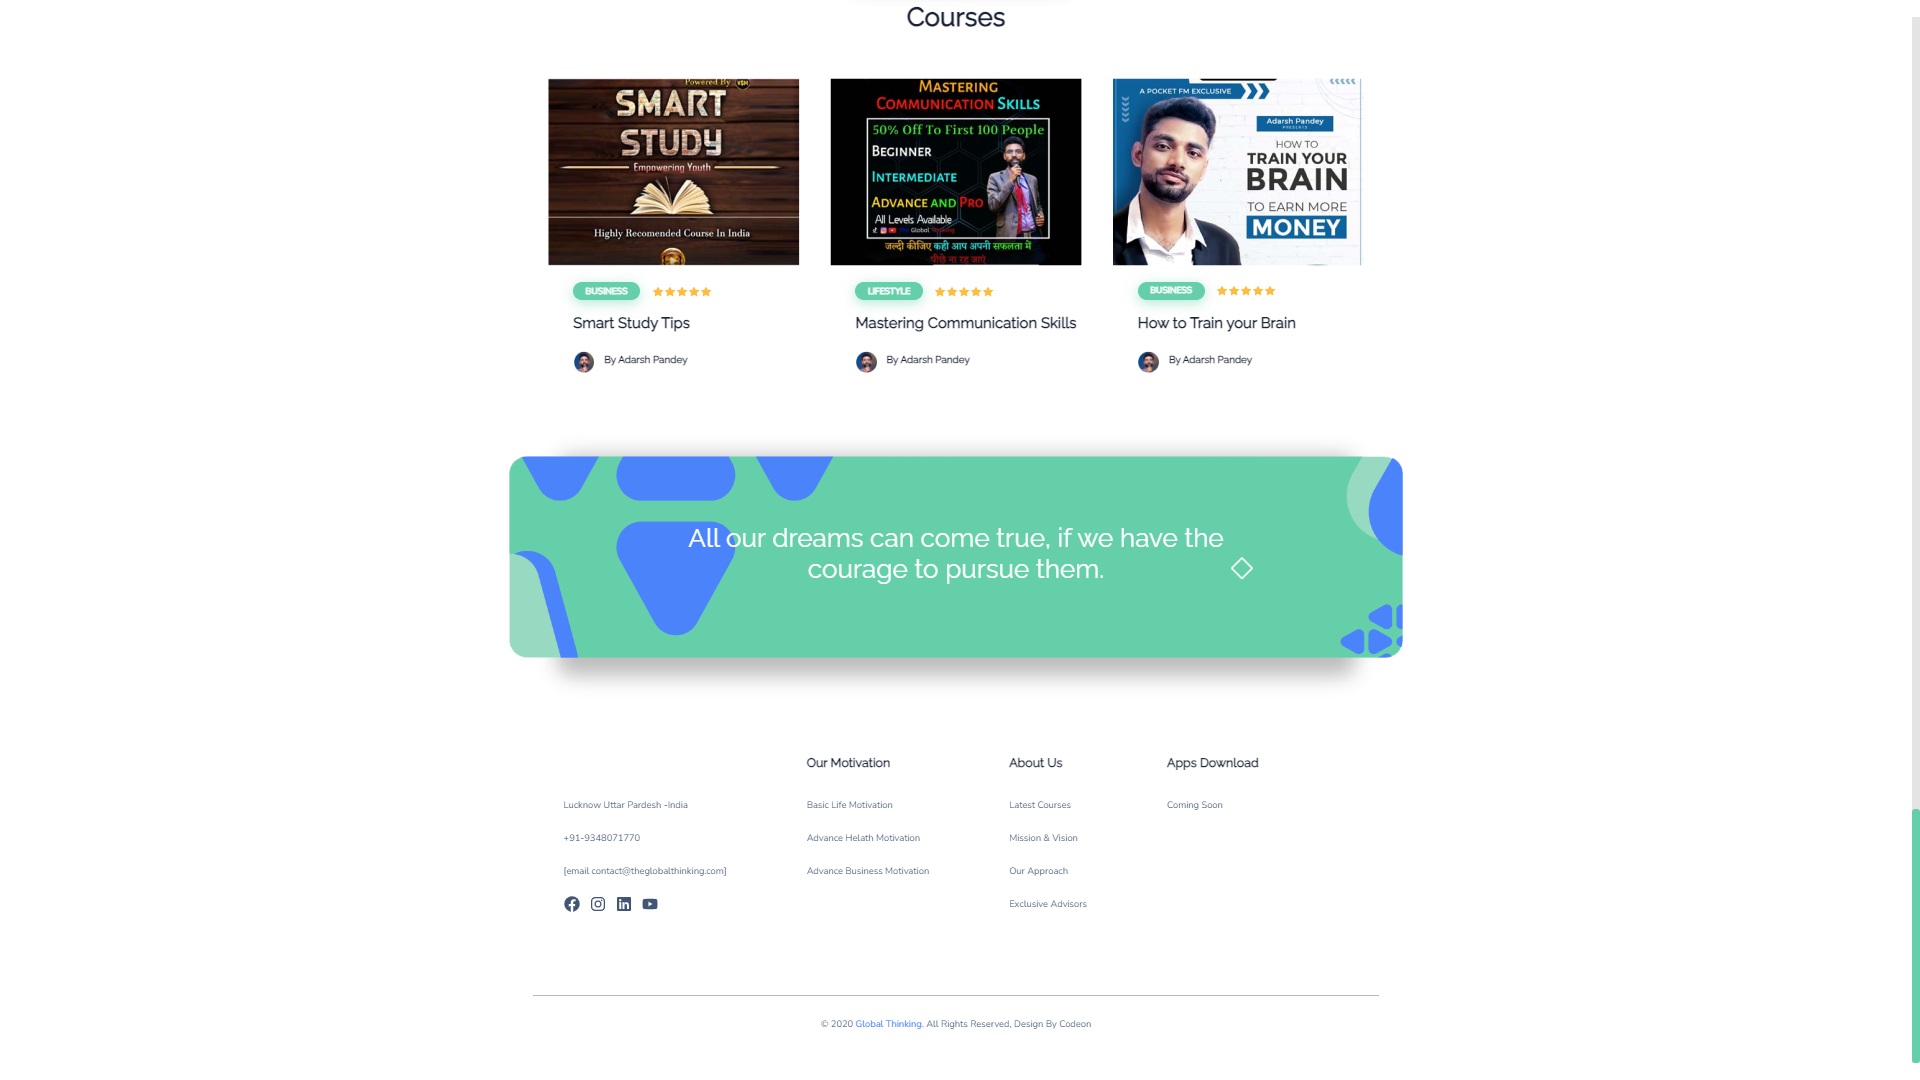 Courses
Powered By VSM
SMART
STUDY
Empowering Youth
Highly Recomended Course In India
MASTERING
COMMUNICATION SKILLS
50% Off To First 100 People
BEGINNER
INTERMEDIATE
ADVANCE AND PRO
All Levels Available
The Global Thinking
जल्दी कीजिए कही आप अपनी सफलता में
पीछे ना रह जाएं
A POCKET FM EXCLUSIVE
Adarsh Pandey
PRESENTS
HOW TO
TRAIN YOUR
BRAIN
TO EARN MORE
MONEY
BUSINESS
Smart Study Tips
By Adarsh Pandey
LIFESTYLE
Mastering Communication Skills
By Adarsh Pandey
BUSINESS
How to Train your Brain
By Adarsh Pandey
All our dreams can come true, if we have the
courage to pursue them.
Lucknow Uttar Pardesh -India
+91-9348071770
[email contact@theglobalthinking.com]
Our Motivation
Basic Life Motivation
Advance Helath Motivation
Advance Business Motivation
About Us
Latest Courses
Mission & Vision
Our Approach
Exclusive Advisors
Apps Download
Coming Soon
© 2020 Global Thinking. All Rights Reserved, Design By Codeon